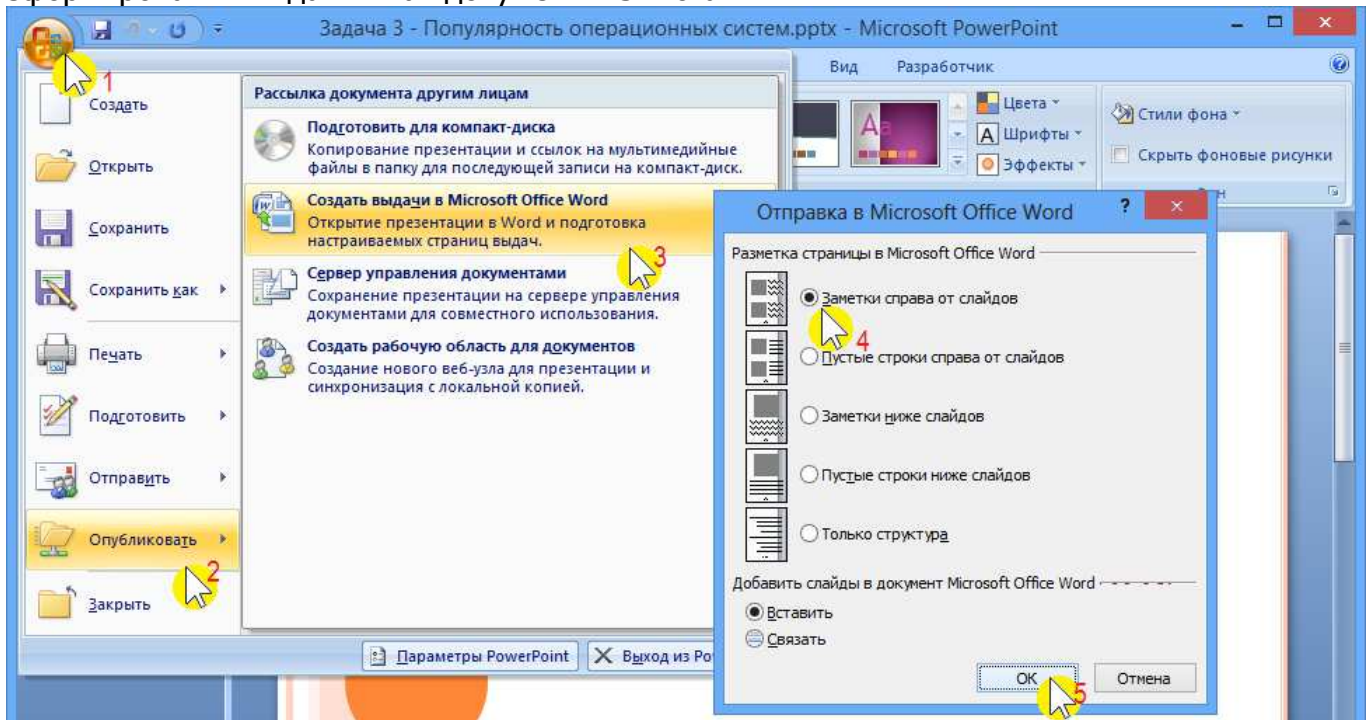 Задача 3 - Популярность операционных систем.pptx - Microsoft PowerPoint
1
Вид Разработчик
Создать
Открыть
Сохранить
Сохранить как
Печать
Подготовить
Отправить
Опубликовать
2
Закрыть
Рассылка документа другим лицам
Подготовить для компакт-диска
Копирование презентации и ссылок на мультимедийные
файлы в папку для последующей записи на компакт-диск.
Создать выдачи в Microsoft Office Word
Открытие презентации в Word и подготовка
настраиваемых страниц выдач.
3
Сервер управления документами
Сохранение презентации на сервере управления
документами для совместного использования.
Создать рабочую область для документов
Создание нового веб-узла для презентации и
синхронизация с локальной копией.
Параметры PowerPoint
Выход из Po
Aa
Цвета
Шрифты
Эффекты
Стили фона
Скрыть фоновые рисунки
Отправка в Microsoft Office Word
Разметка страницы в Microsoft Office Word
Заметки справа от слайдов
4
Пустые строки справа от слайдов
Заметки ниже слайдов
Пустые строки ниже слайдов
Только структура
Добавить слайды в документ Microsoft Office Word
Вставить
Связать
OK
5
Отмена